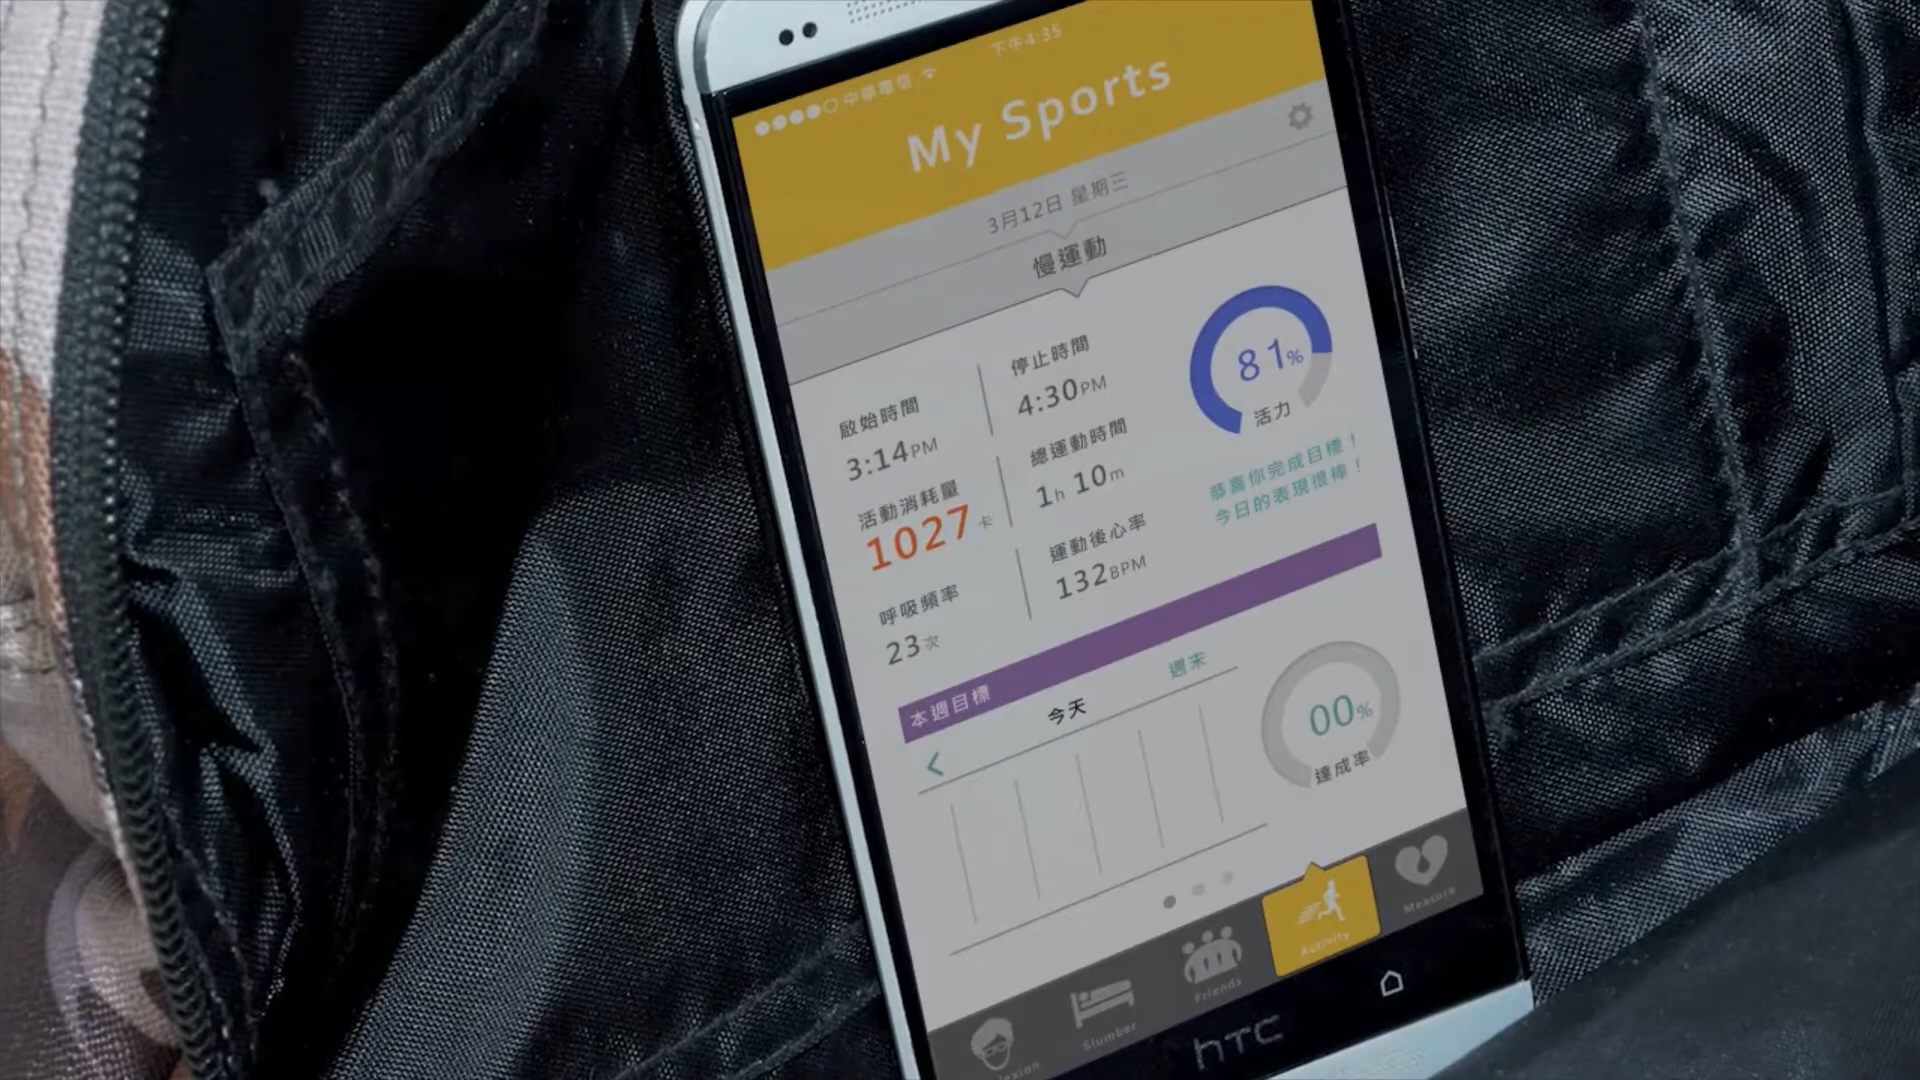 中華電信
下午4:35
My Sports
3月12日 星期三
慢運動
啟始時間
3:14PM
停止時間
4:30PM
活動消耗量
1027卡
總運動時間
1h 10m
呼吸頻率
23次
運動後心率
132BPM
81%
活力
恭喜你完成目標！
今日的表現很棒！
本週目標
今天
週末
00%
達成率
Slumber
Friends
Activity
Measure
hTC